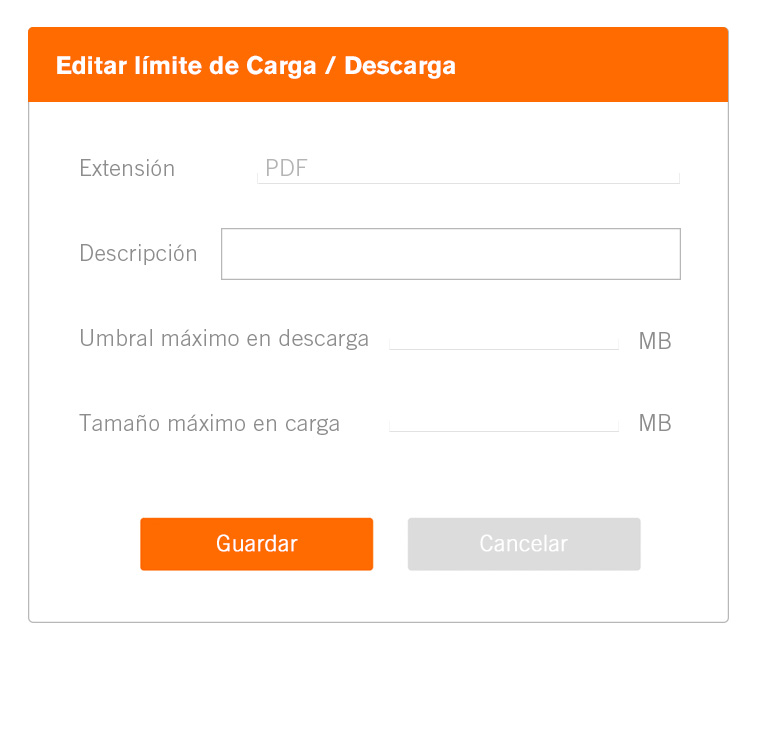 Editar límite de Carga / Descarga
Extensión PDF
Descripción
Umbral máximo en descarga MB
Tamaño máximo en carga MB
Guardar Cancelar